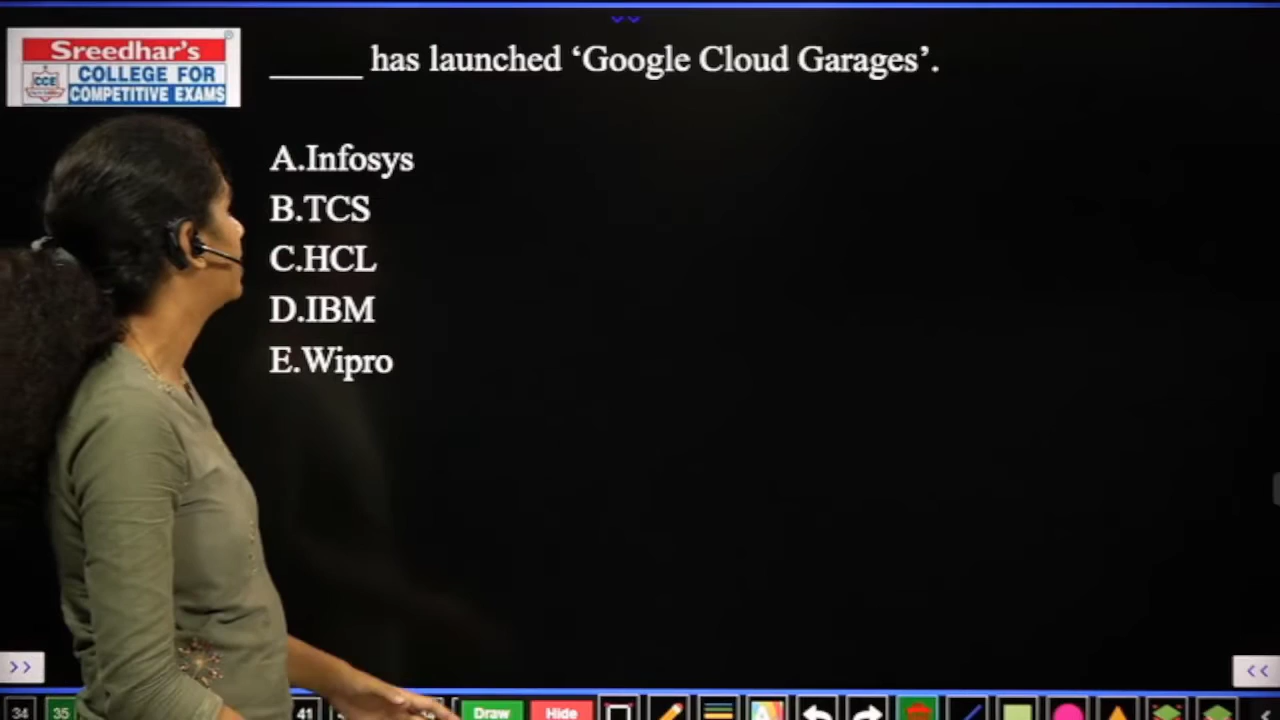 Sreedhar's
CCE
COLLEGE FOR
COMPETITIVE EXAMS
_____ has launched ‘Google Cloud Garages’.
A.Infosys
B.TCS
C.HCL
D.IBM
E.Wipro
>>
<<
34
35
41
Draw
Hide